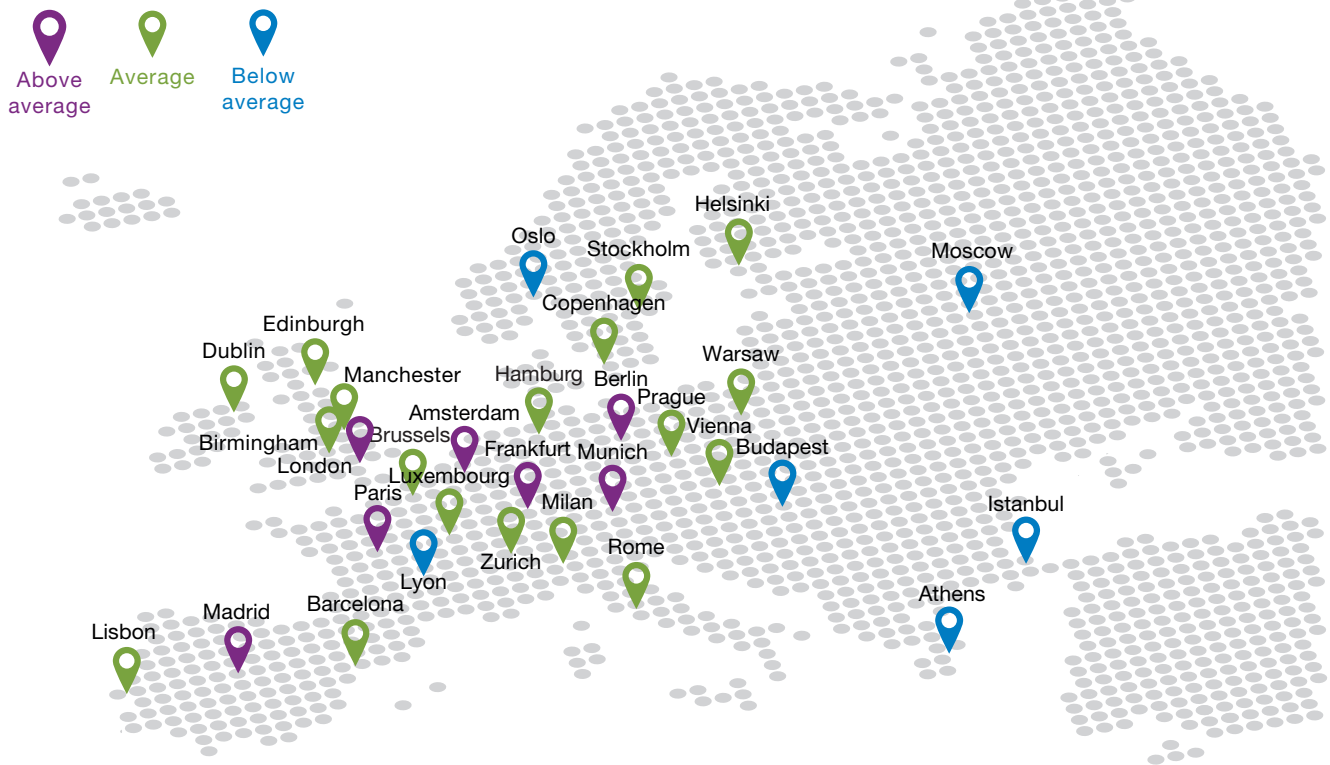 Above
average
Average
Below
average
Helsinki
Oslo
Stockholm
Moscow
Copenhagen
Edinburgh
Dublin
Warsaw
Manchester
Hamburg
Berlin
Prague
Amsterdam
Vienna
Birmingham
Brussels
Frankfurt
Munich
Budapest
London
Luxembourg
Paris
Milan
Istanbul
Zurich
Rome
Lyon
Athens
Barcelona
Madrid
Lisbon